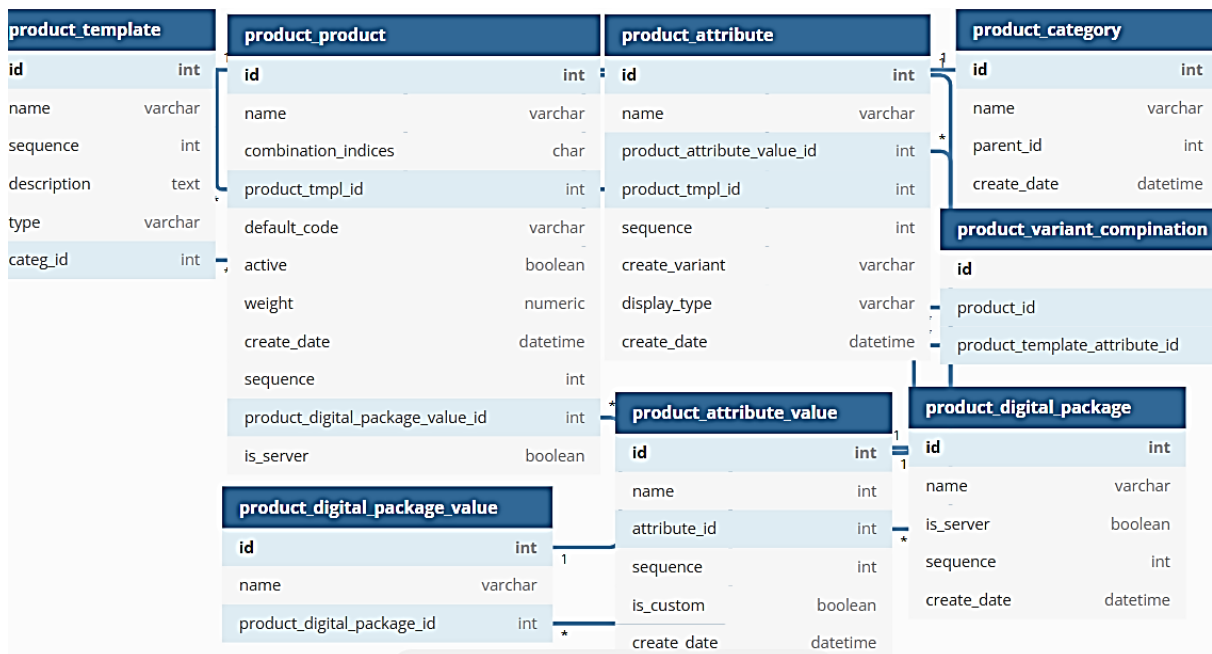 product_template
id int
name varchar
sequence int
description text
type varchar
categ_id int
1
*
*
product_product
id int
name varchar
combination_indices char
product_tmpl_id int
default_code varchar
active boolean
weight numeric
create_date datetime
sequence int
product_digital_package_value_id int
is_server boolean
*
product_attribute
id int
name varchar
product_attribute_value_id int
product_tmpl_id int
sequence int
create_variant varchar
display_type varchar
create_date datetime
1
*
product_category
id int
name varchar
parent_id int
create_date datetime
product_variant_compination
id
product_id
product_template_attribute_id
product_attribute_value
id int
name int
attribute_id int
sequence int
is_custom boolean
create_date datetime
1
1
*
product_digital_package
id int
name varchar
is_server boolean
sequence int
create_date datetime
product_digital_package_value
id int
name varchar
product_digital_package_id int
1
*